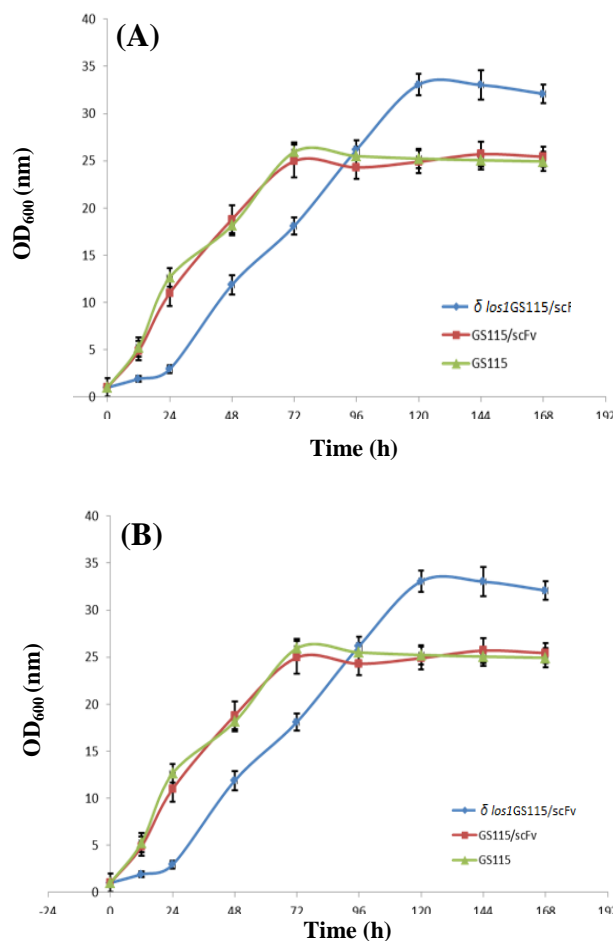 (A)
40
35
30
25
20
15
10
5
0
OD600 (nm)
δ los1GS115/scF
GS115/scFv
GS115
0 24 48 72 96 120 144 168 192
Time (h)
(B)
40
35
30
25
20
15
10
5
0
OD600 (nm)
δ los1GS115/scFv
GS115/scFv
GS115
-24 0 24 48 72 96 120 144 168 192
Time (h)